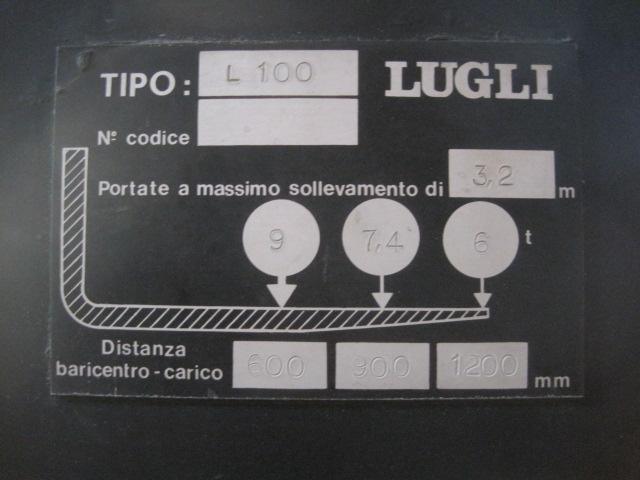 TIPO: L 100 LUGLI
Nº codice
Portate a massimo sollevamento di 3,2 m
9 7,4 6 t
Distanza
baricentro-carico 600 900 1200 mm